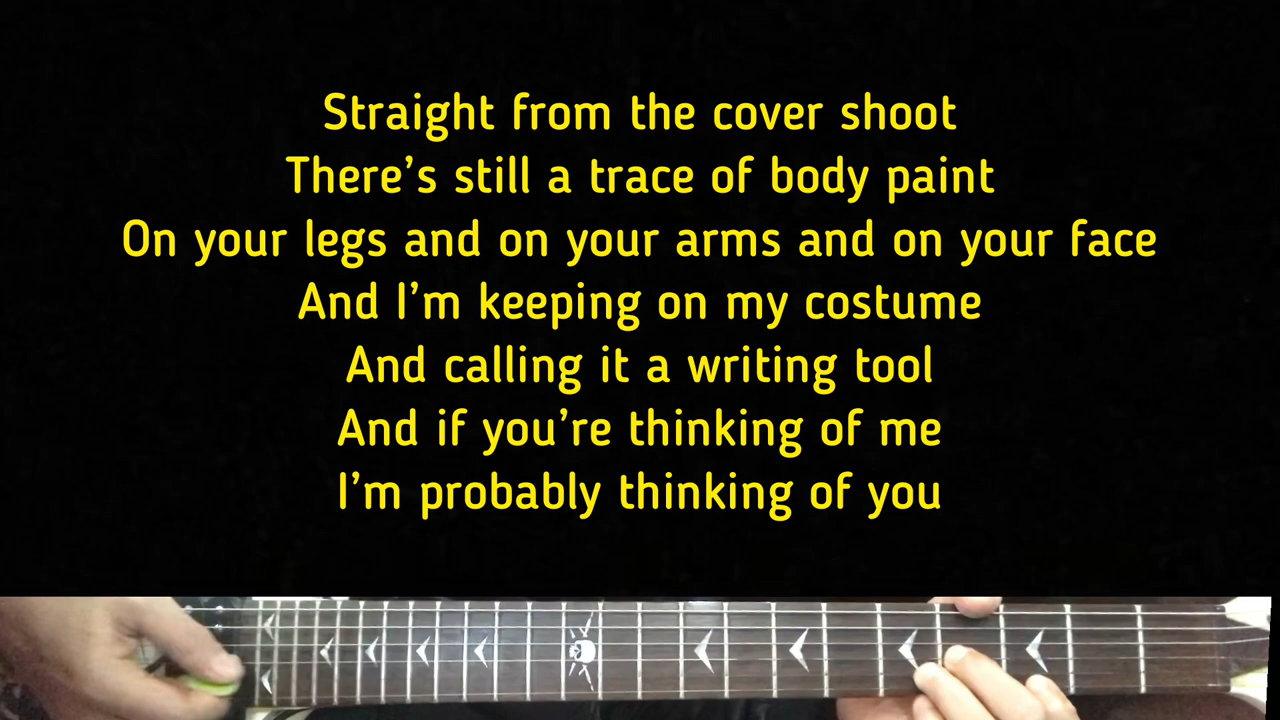 Straight from the cover shoot
There’s still a trace of body paint
On your legs and on your arms and on your face
And I’m keeping on my costume
And calling it a writing tool
And if you’re thinking of me
I’m probably thinking of you